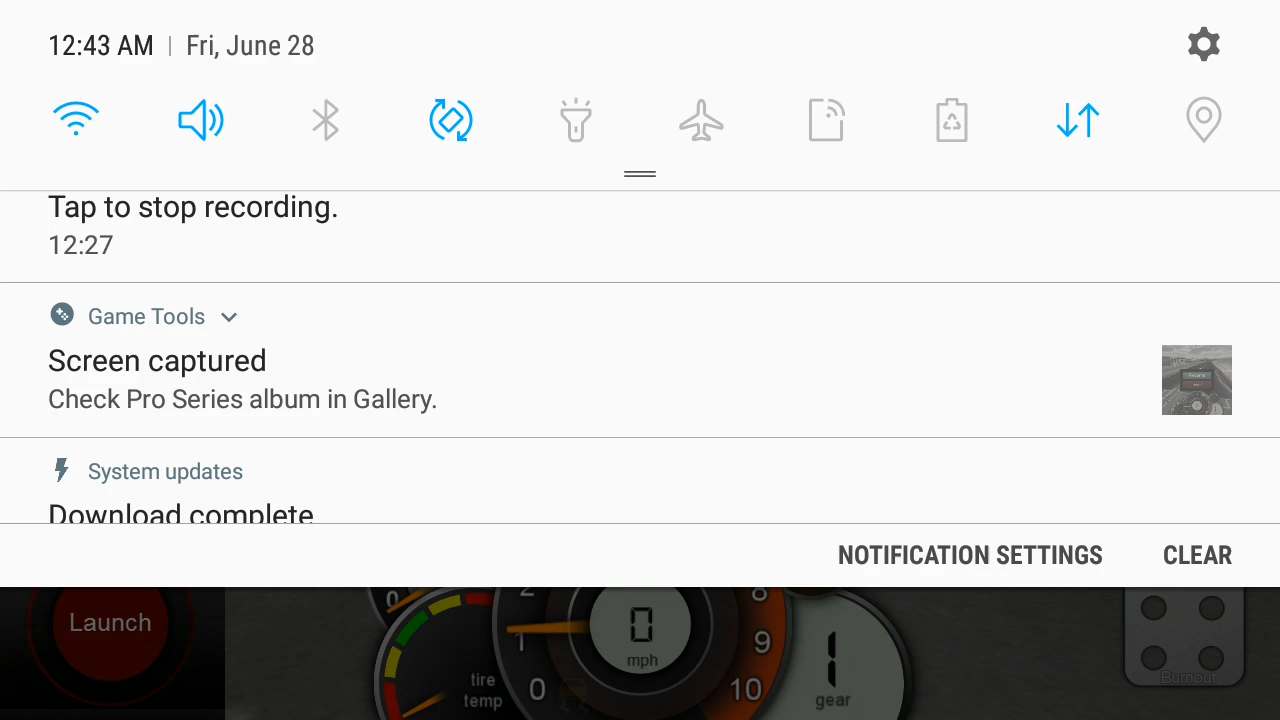 12:43 AM | Fri, June 28
Tap to stop recording.
12:27
Game Tools
Screen captured
Check Pro Series album in Gallery.
System updates
Download complete
NOTIFICATION SETTINGS CLEAR
Launch
0
2
8
1
0
mph
9
1
tire
temp
0
10
gear
Burnout